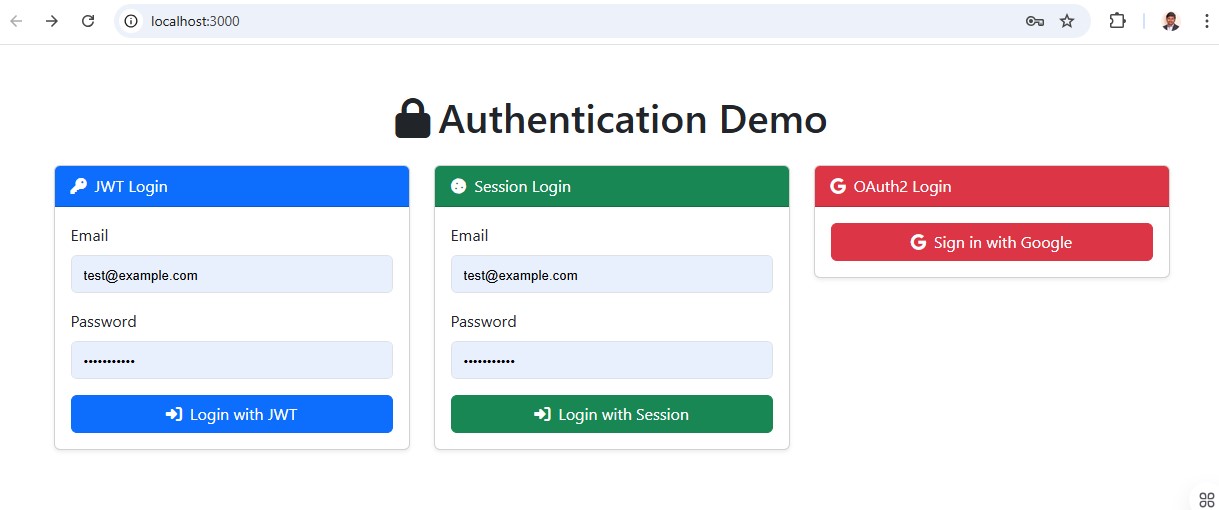 localhost:3000
Authentication Demo
JWT Login
Email
test@example.com
Password
•••••••••••
Login with JWT
Session Login
Email
test@example.com
Password
•••••••••••
Login with Session
OAuth2 Login
Sign in with Google